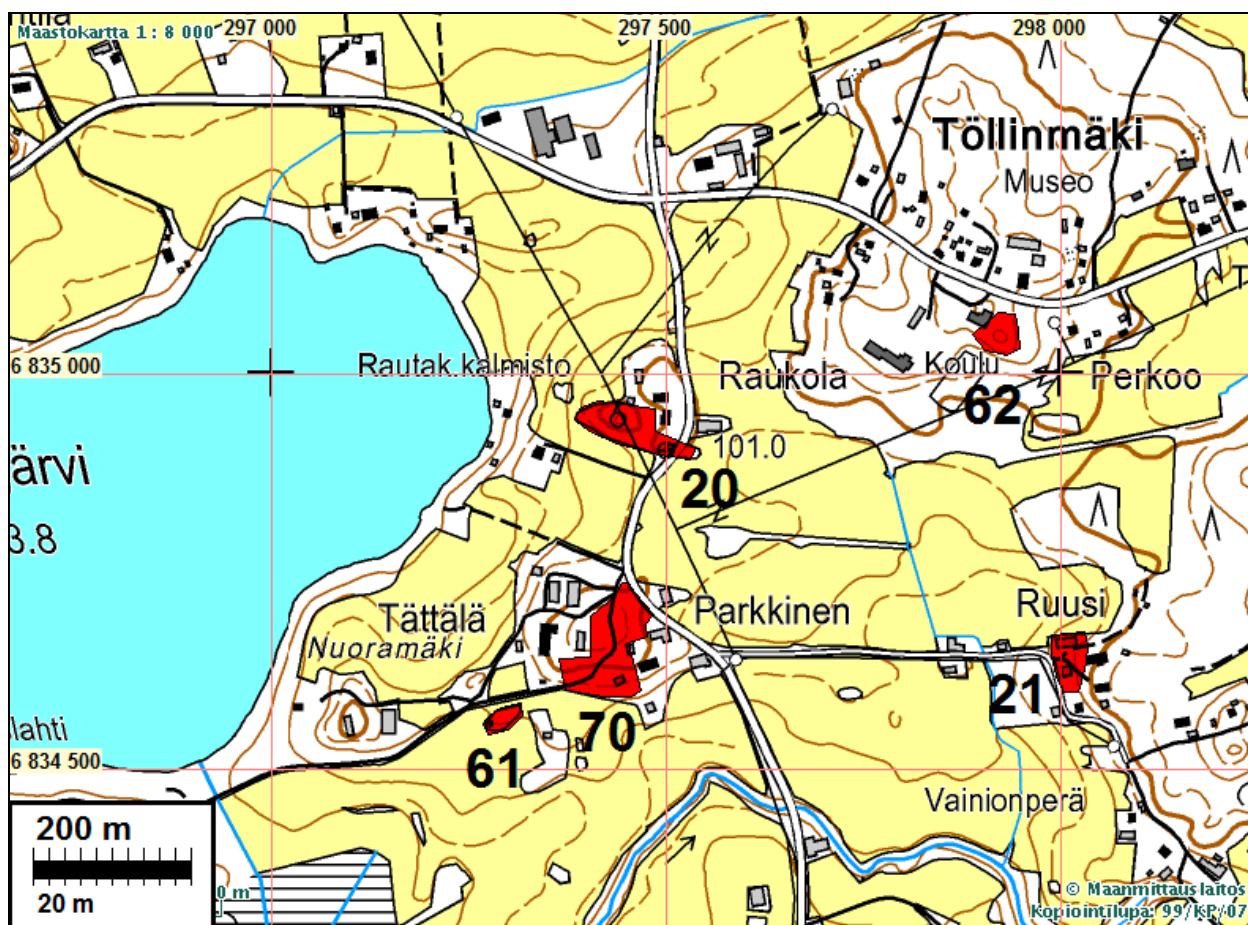 Maastokartta 1 : 8 000
297 000
297 500
298 000
Töllinmäki
Museo
6 835 000
Rautak.kalmisto
Raukola
Koulu
Perkoo
62
järvi
101.0
20
3.8
Tättälä
Parkkinen
Ruusi
Nuoramäki
21
70
lahti
61
6 834 500
Vainionperä
200 m
20 m
0 m
© Maanmittauslaitos
Kopiointilupa: 99/KP/07